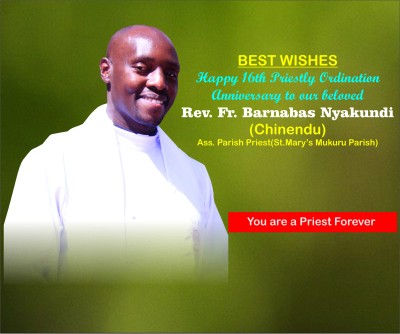 BEST WISHES
Happy 16th Priestly Ordination
Anniversary to our beloved
Rev. Fr. Barnabas Nyakundi
(Chinendu)
Ass. Parish Priest(St.Mary's Mukuru Parish)
You are a Priest Forever